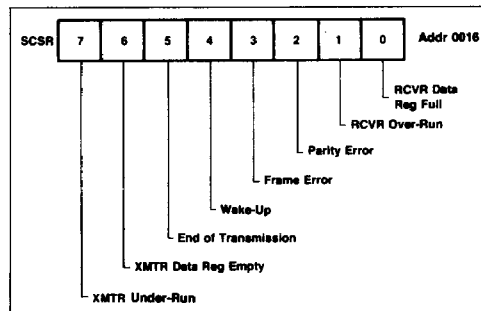 SCSR 7 6 5 4 3 2 1 0 Addr 0016
RCVR Data
Reg Full
RCVR Over-Run
Parity Error
Frame Error
Wake-Up
End of Transmission
XMTR Data Reg Empty
XMTR Under-Run